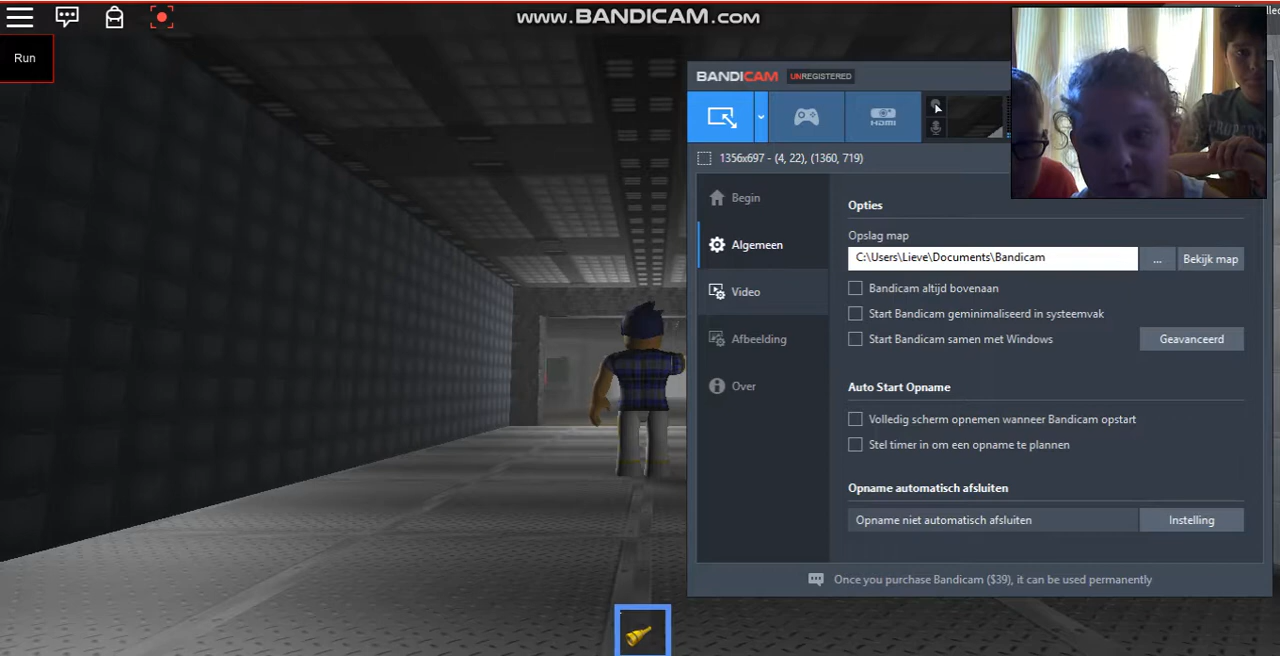 www.BANDICAM.com
Run
BANDICAM UNREGISTERED
HDMI
1356x697 - (4, 22), (1360, 719)
Begin
Algemeen
Video
Afbeelding
Over
Opties
Opslag map
C:\Users\Lieve\Documents\Bandicam
...
Bekijk map
Bandicam altijd bovenaan
Start Bandicam geminimaliseerd in systeemvak
Start Bandicam samen met Windows
Geavanceerd
Auto Start Opname
Volledig scherm opnemen wanneer Bandicam opstart
Stel timer in om een opname te plannen
Opname automatisch afsluiten
Opname niet automatisch afsluiten
Instelling
Once you purchase Bandicam ($39), it can be used permanently